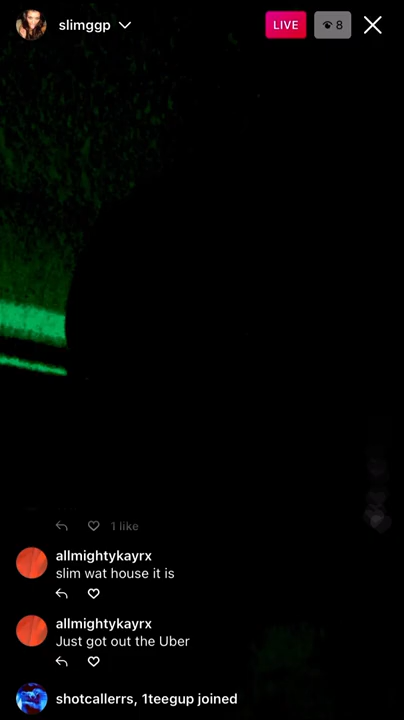 slimggp
LIVE
8
1 like
allmightykayrx
slim wat house it is
allmightykayrx
Just got out the Uber
shotcallerrs, 1teegup joined